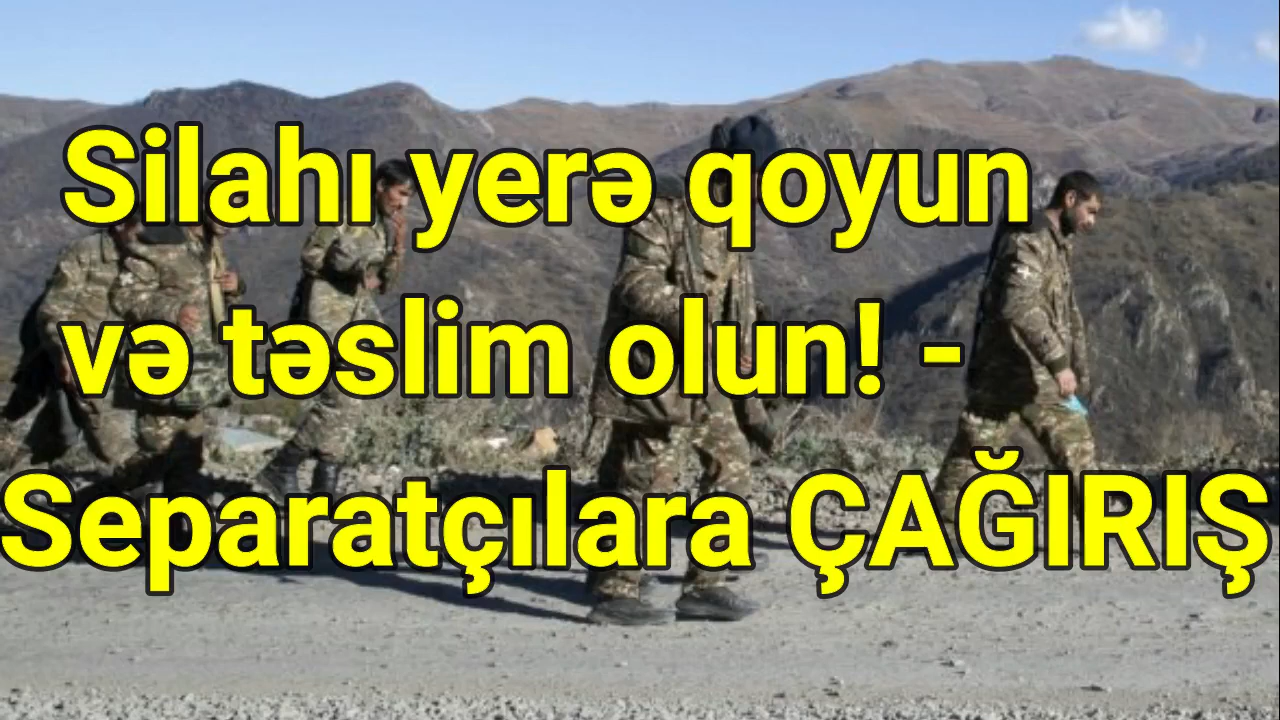 Silahı yerə qoyun
və təslim olun! -
Separatçılara ÇAĞIRIŞ